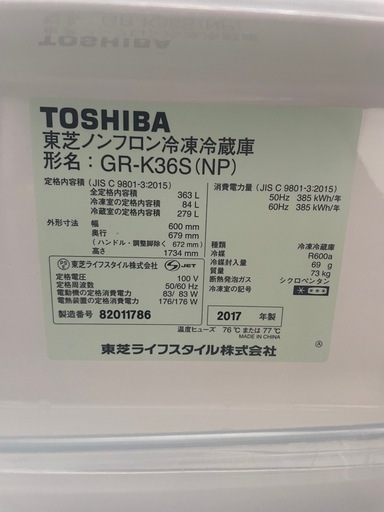 TOSHIBA
東芝ノンフロン冷凍冷蔵庫
形名：GR-K36S(NP)
定格内容積 (JIS C 9801-3:2015)
全定格内容積 363 L
冷凍室の定格内容積 84 L
冷蔵室の定格内容積 279 L
外形寸法 幅 600 mm
奥行 679 mm
(ハンドル・調整脚除く 672 mm)
高さ 1734 mm
消費電力量 (JIS C 9801-3:2015)
50Hz 385 kWh/年
60Hz 385 kWh/年
種類 冷凍冷蔵庫
冷媒 R600a
冷媒封入量 69 g
質量 73 kg
断熱発泡ガス シクロペンタン
冷凍室の記号
PS E 東芝ライフスタイル株式会社 S JET
定格電圧 100 V
定格周波数 50/60 Hz
電動機の定格消費電力 83/ 83 W
電熱装置の定格消費電力 176/176 W
製造番号 82011786
2017 年製
温度ヒューズ 76 ℃ または 77 ℃
MADE IN CHINA
東芝ライフスタイル株式会社
Ⓐ